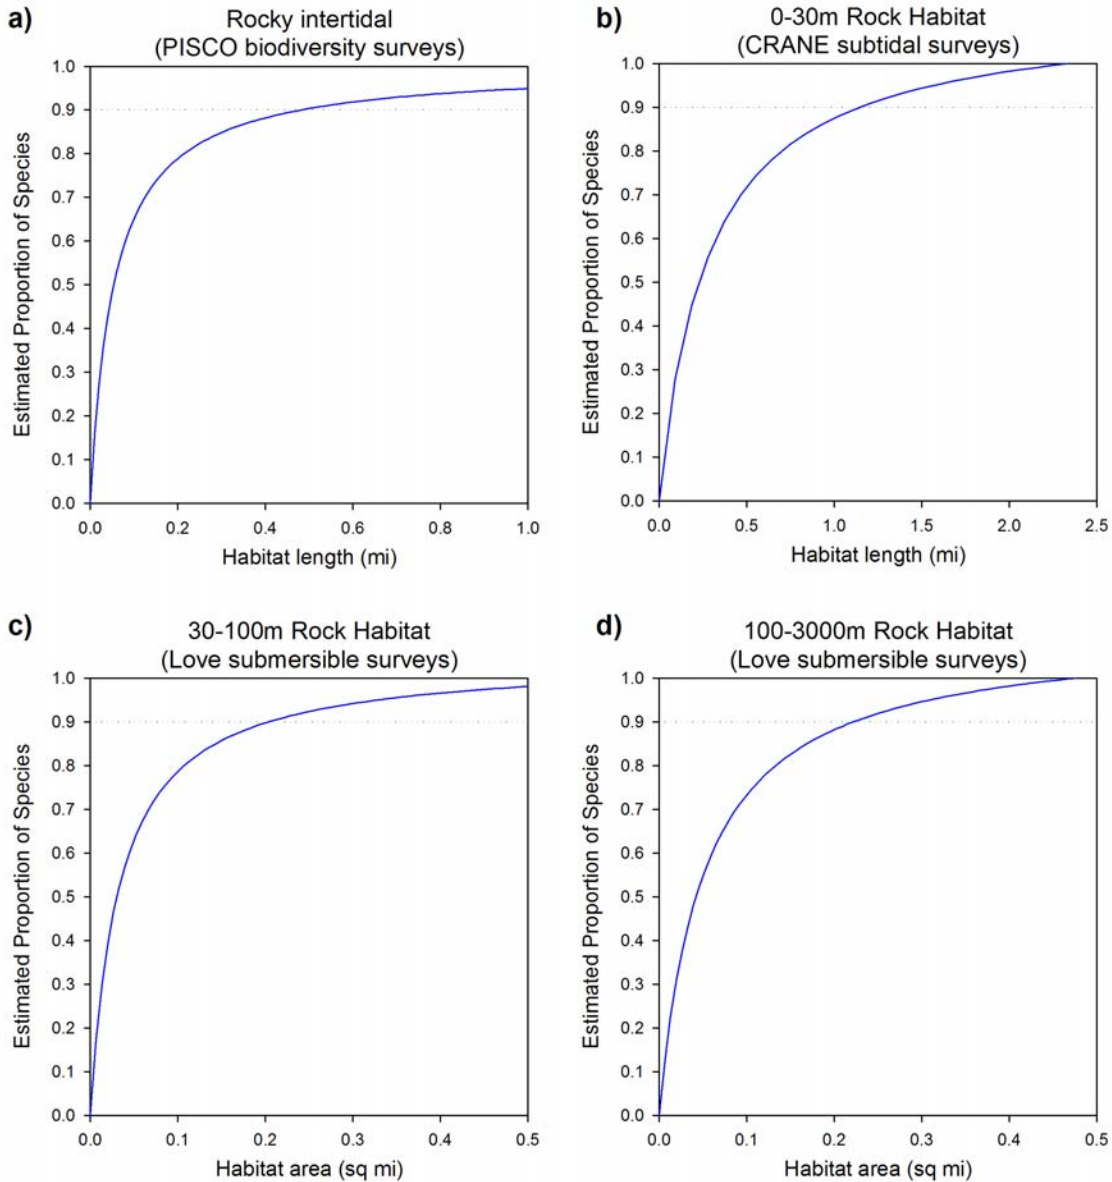 a)
Rocky intertidal
(PISCO biodiversity surveys)
Estimated Proportion of Species
1.0
0.9
0.8
0.7
0.6
0.5
0.4
0.3
0.2
0.1
0.0
0.0 0.2 0.4 0.6 0.8 1.0
Habitat length (mi)
b)
0-30m Rock Habitat
(CRANE subtidal surveys)
Estimated Proportion of Species
1.0
0.9
0.8
0.7
0.6
0.5
0.4
0.3
0.2
0.1
0.0
0.0 0.5 1.0 1.5 2.0 2.5
Habitat length (mi)
c)
30-100m Rock Habitat
(Love submersible surveys)
Estimated Proportion of Species
1.0
0.9
0.8
0.7
0.6
0.5
0.4
0.3
0.2
0.1
0.0
0.0 0.1 0.2 0.3 0.4 0.5
Habitat area (sq mi)
d)
100-3000m Rock Habitat
(Love submersible surveys)
Estimated Proportion of Species
1.0
0.9
0.8
0.7
0.6
0.5
0.4
0.3
0.2
0.1
0.0
0.0 0.1 0.2 0.3 0.4 0.5
Habitat area (sq mi)